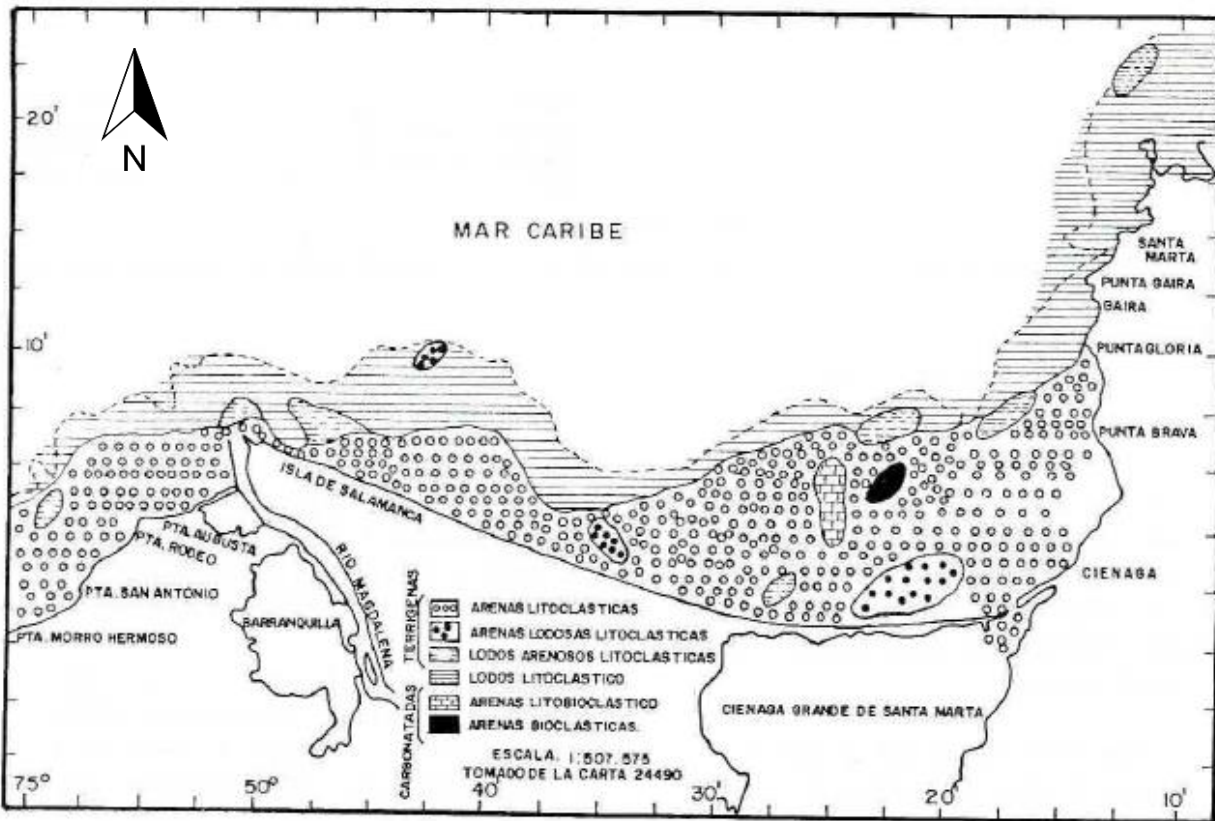 N
20'
MAR CARIBE
SANTA
MARTA
PUNTA GAIRA
GAIRA
10'
PUNTA GLORIA
PUNTA BRAVA
ISLA DE SALAMANCA
PTA. AUGUSTA
PTA. RODEO
RIO MAGDALENA
CIENAGA
PTA. SAN ANTONIO
BARRANQUILLA
PTA. MORRO HERMOSO
TERRIGENAS
ARENAS LITOCLASTICAS
ARENAS LODOSAS LITOCLASTICAS
LODOS ARENOSOS LITOCLASTICAS
LODOS LITOCLASTICO
CARBONATADAS
ARENAS LITOBIOCLASTICO
ARENAS BIOCLASTICAS.
CIENAGA GRANDE DE SANTA MARTA
ESCALA. 1:507.575
TOMADO DE LA CARTA 24490
75° 50' 40' 30' 20' 10'